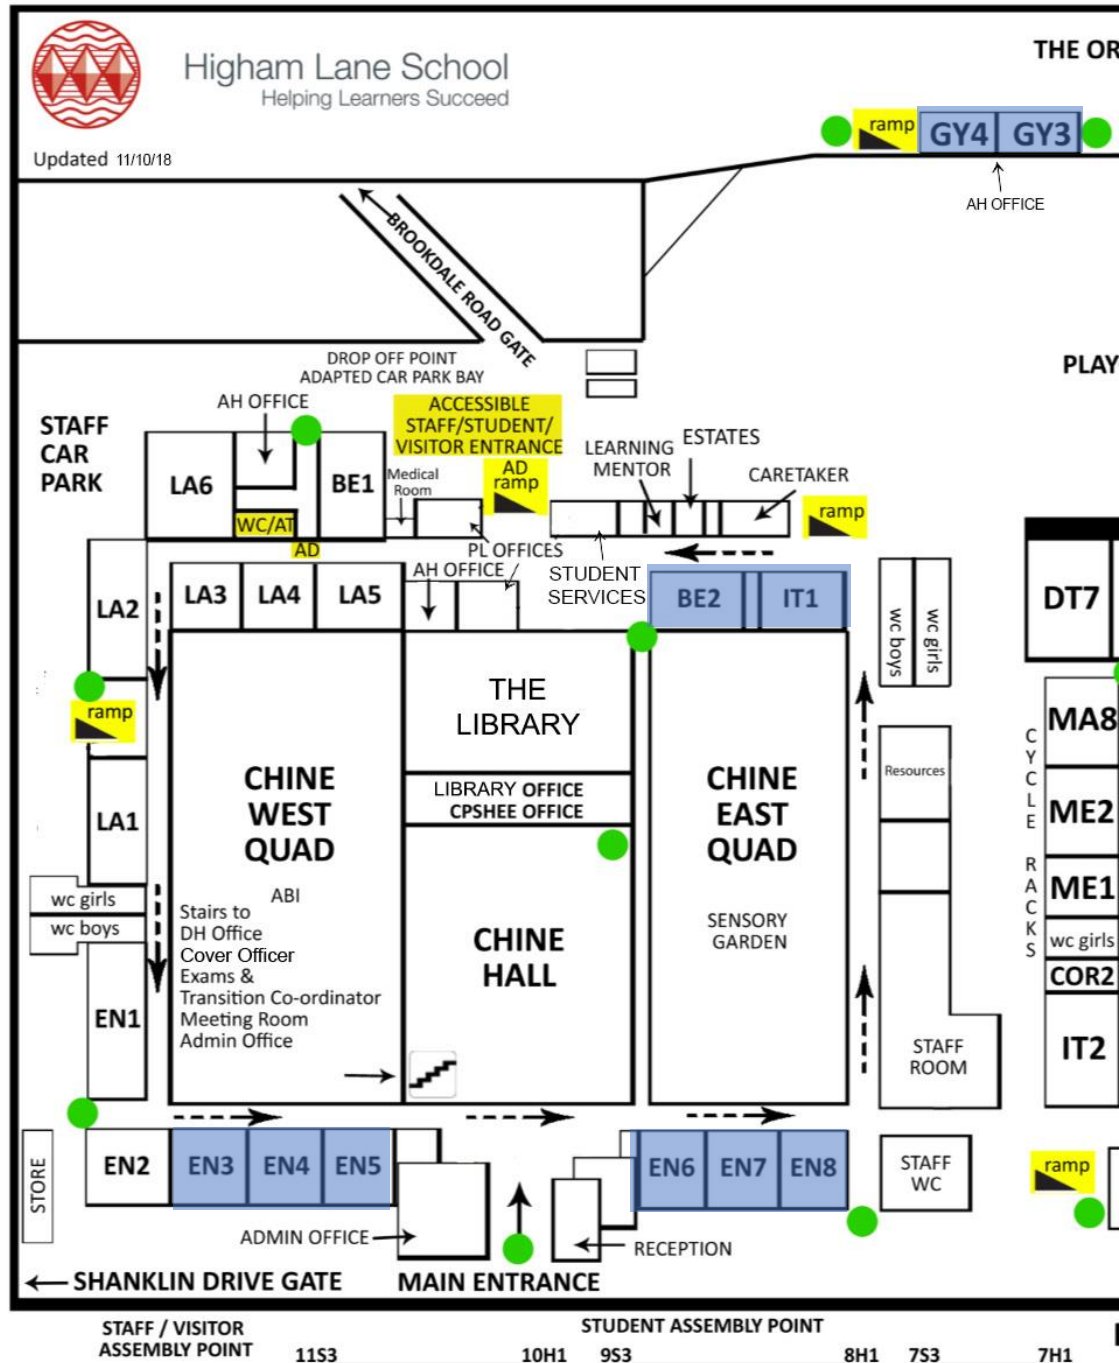 Higham Lane School
Helping Learners Succeed
Updated 11/10/18
THE OR
ramp
GY4
GY3
AH OFFICE
BROOKDALE ROAD GATE
DROP OFF POINT
ADAPTED CAR PARK BAY
PLAY
STAFF
CAR
PARK
AH OFFICE
ACCESSIBLE
STAFF/STUDENT/
VISITOR ENTRANCE
LA6
BE1
Medical
Room
AD
ramp
LEARNING
MENTOR
ESTATES
CARETAKER
ramp
WC/AT
AD
PL OFFICES
AH OFFICE
STUDENT
SERVICES
LA2
LA3
LA4
LA5
BE2
IT1
wc boys
wc girls
DT7
ramp
THE
LIBRARY
MA8
CHINE
WEST
QUAD
LIBRARY OFFICE
CPSHEE OFFICE
CHINE
EAST
QUAD
Resources
CYCLE RACKS
ME2
LA1
ME1
wc girls
wc boys
ABI
Stairs to
DH Office
Cover Officer
Exams &
Transition Co-ordinator
Meeting Room
Admin Office
CHINE
HALL
SENSORY
GARDEN
wc girls
COR2
EN1
STAFF
ROOM
IT2
STORE
EN2
EN3
EN4
EN5
EN6
EN7
EN8
STAFF
WC
ramp
ADMIN OFFICE
RECEPTION
SHANKLIN DRIVE GATE
MAIN ENTRANCE
STAFF / VISITOR
ASSEMBLY POINT
STUDENT ASSEMBLY POINT
11S3
10H1
9S3
8H1
7S3
7H1